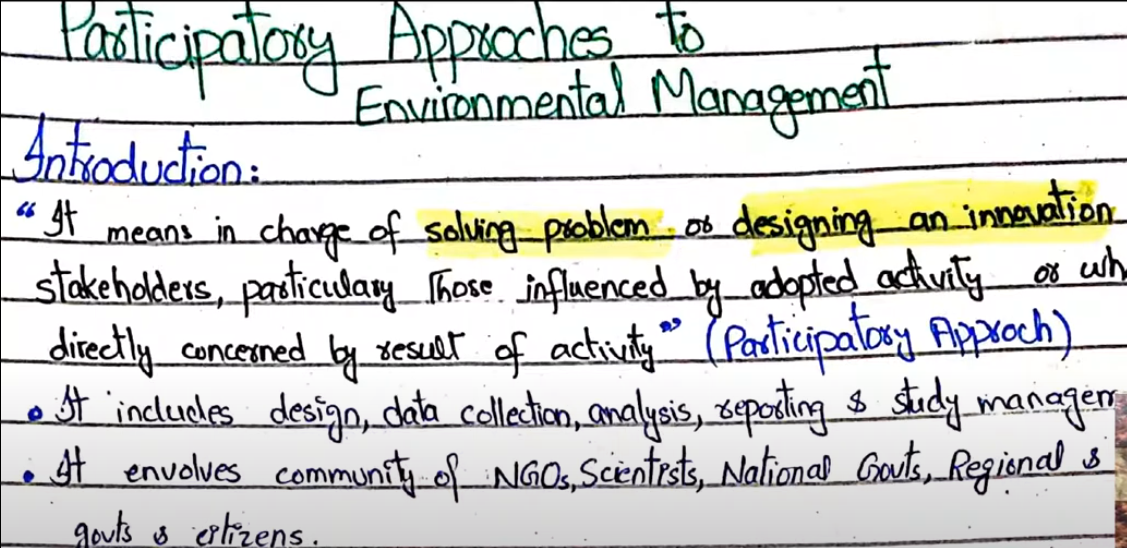 Participatory Approches to
Environmental Management
Introduction:
"It means in charge of solving problem or designing an innovation
stakeholders, particulary Those influenced by adopted activity or wh
directly concerned by result of activity" (Participatory Approch)
• It includes design, data collection, analysis, reporting & study managem
• It envolves community of NGOs, Scientists, National Govts, Regional &
govts & citizens.